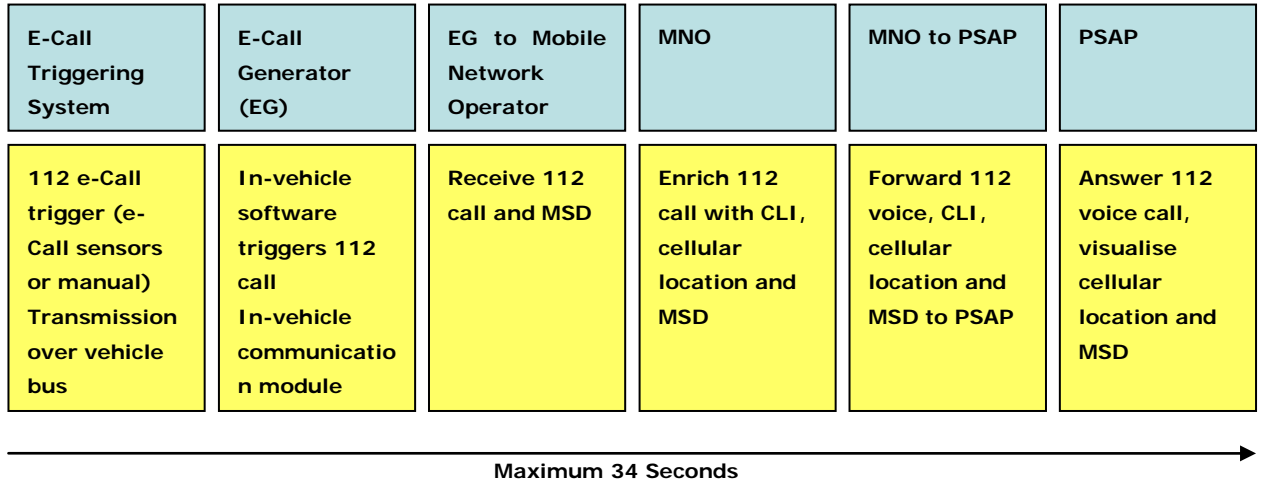 E-Call
Triggering
System
E-Call
Generator
(EG)
EG to Mobile
Network
Operator
MNO
MNO to PSAP
PSAP
112 e-Call
trigger (e-
Call sensors
or manual)
Transmission
over vehicle
bus
In-vehicle
software
triggers 112
call
In-vehicle
communicatio
n module
Receive 112
call and MSD
Enrich 112
call with CLI,
cellular
location and
MSD
Forward 112
voice, CLI,
cellular
location and
MSD to PSAP
Answer 112
voice call,
visualise
cellular
location and
MSD
Maximum 34 Seconds